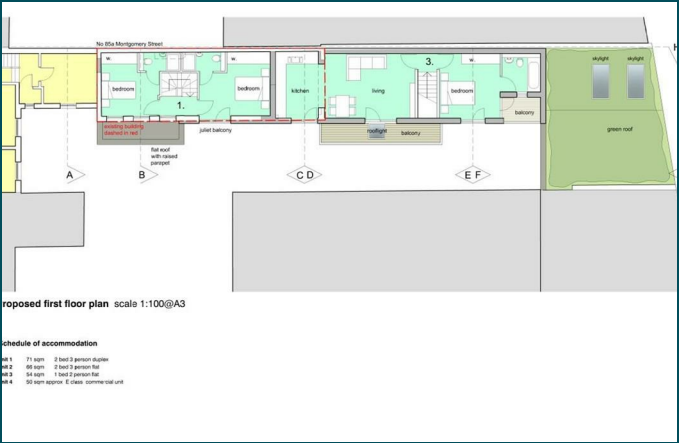 No 85a Montgomery Street
w.
w.
bedroom
1.
bedroom
kitchen
living
3.
w.
bedroom
balcony
existing building
dashed in red
juliet balcony
flat roof
with raised
parapet
rooflight
balcony
skylight
skylight
green roof
A
B
C D
E F
H
roposed first floor plan scale 1:100@A3
chedule of accommodation
nit 1 71 sqm 2 bed 3 person duplex
nit 2 66 sqm 2 bed 3 person flat
nit 3 54 sqm 1 bed 2 person flat
nit 4 50 sqm approx E class commercial unit